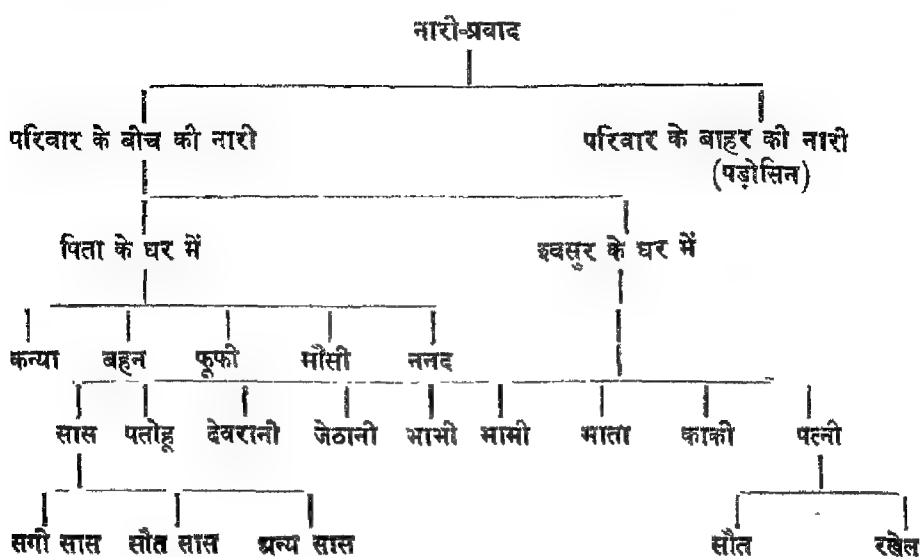 नारी-प्रवाद
परिवार के बीच की नारी परिवार के बाहर की नारी
(पड़ोसिन)
पिता के घर में श्वसुर के घर में
कन्या बहन फूफी मौसी ननद
सास पतोहू देवरानी जेठानी भाभी मामी माता काकी पत्नी
सगी सास सौत सास अन्य सास सौत रखेल